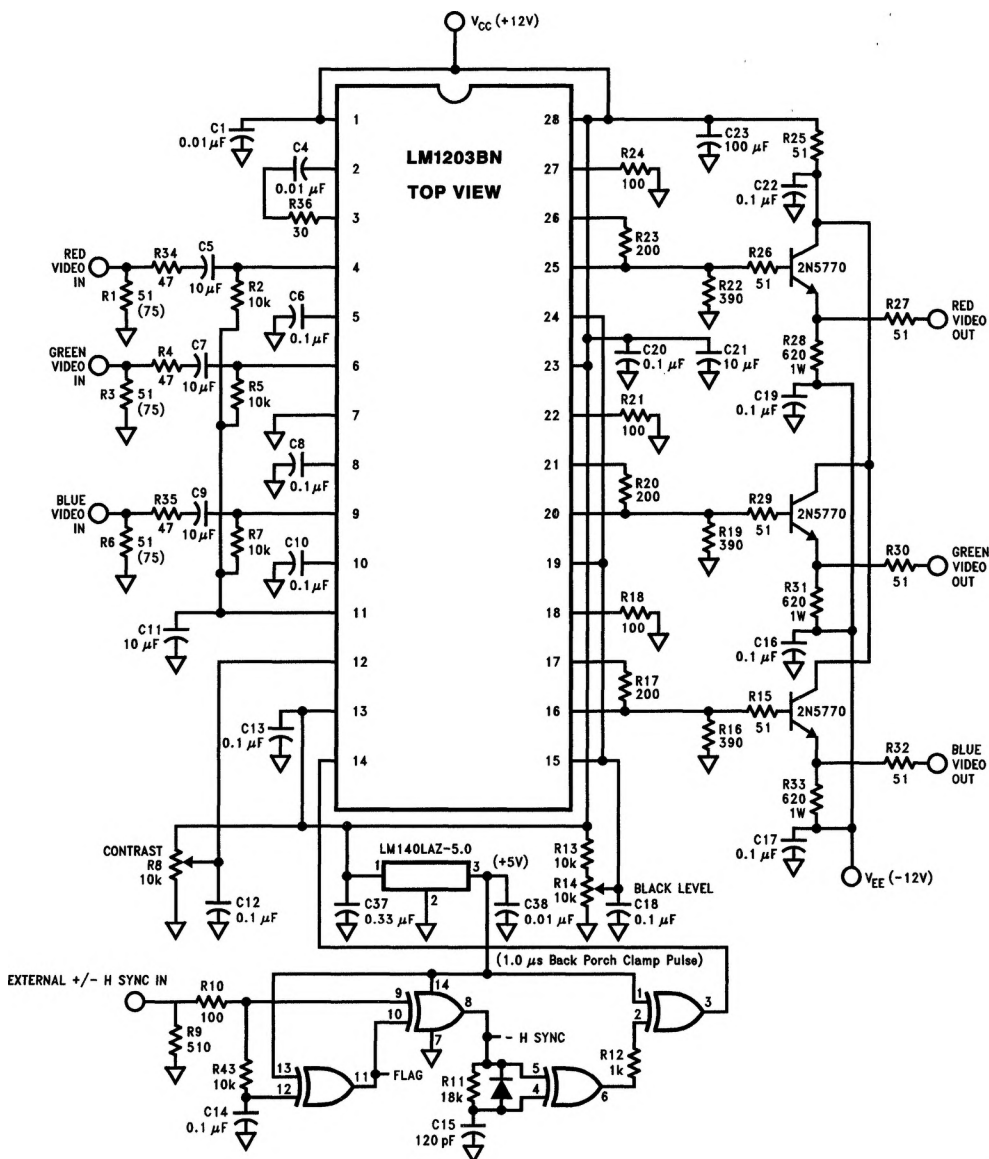 VCC (+12V)
LM1203BN
TOP VIEW
1
2
3
4
5
6
7
8
9
10
11
12
13
14
28
27
26
25
24
23
22
21
20
19
18
17
16
15
C1
0.01 μF
C4
0.01 μF
R36
30
RED
VIDEO
IN
R34
47
C5
10 μF
R1
51
(75)
R2
10k
C6
0.1 μF
GREEN
VIDEO
IN
R4
47
C7
10 μF
R3
51
(75)
R5
10k
C8
0.1 μF
BLUE
VIDEO
IN
R35
47
C9
10 μF
R6
51
(75)
R7
10k
C10
0.1 μF
C11
10 μF
C13
0.1 μF
C23
100 μF
R25
51
R24
100
C22
0.1 μF
R23
200
R26
51
2N5770
R22
390
R27
51
RED
VIDEO
OUT
R28
620
1W
C20
0.1 μF
C21
10 μF
C19
0.1 μF
R21
100
R20
200
R29
51
2N5770
R19
390
R30
51
GREEN
VIDEO
OUT
R31
620
1W
R18
100
C16
0.1 μF
R17
200
R15
51
2N5770
R16
390
R32
51
BLUE
VIDEO
OUT
R33
620
1W
C17
0.1 μF
VEE (-12V)
CONTRAST
R8
10k
C12
0.1 μF
LM140LAZ-5.0
1
3
2
(+5V)
C37
0.33 μF
C38
0.01 μF
R13
10k
R14
10k
BLACK LEVEL
C18
0.1 μF
(1.0 μs Back Porch Clamp Pulse)
EXTERNAL +/- H SYNC IN
R10
100
R9
510
R43
10k
C14
0.1 μF
13
12
11
FLAG
9
10
14
8
7
- H SYNC
R11
18k
C15
120 pF
5
4
6
R12
1k
1
2
3